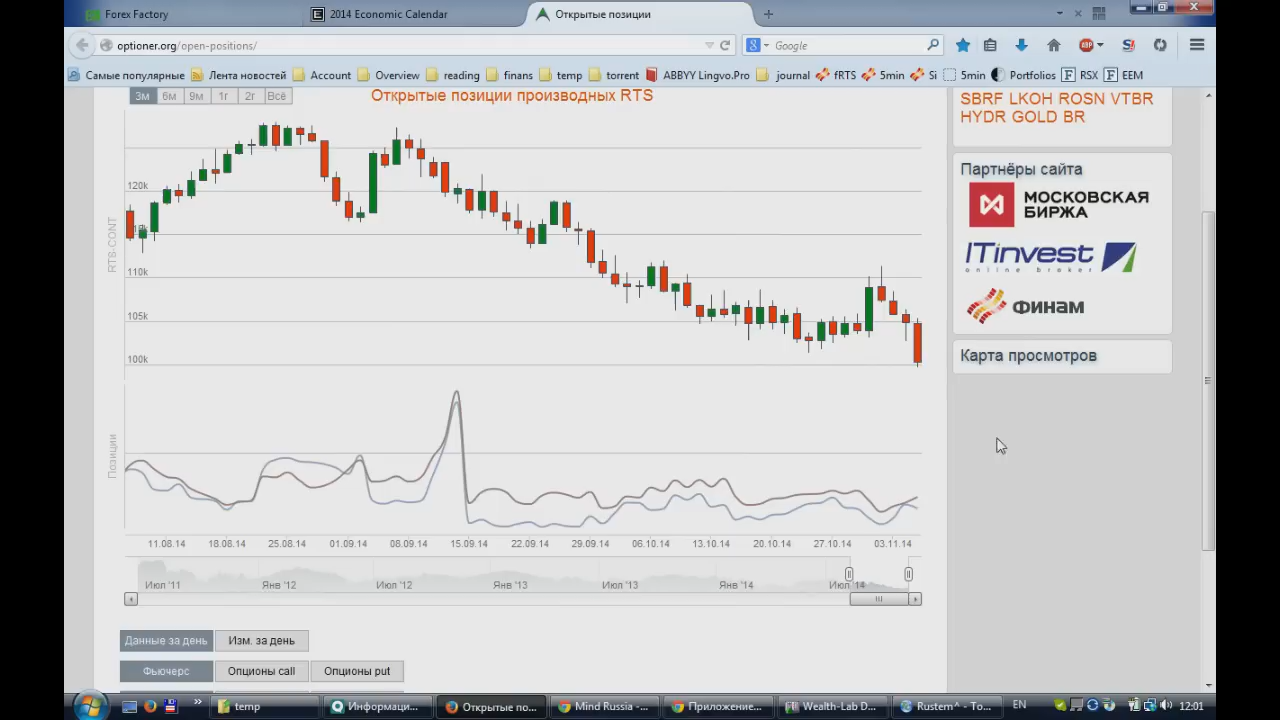 Forex Factory
2014 Economic Calendar
Открытые позиции
optioner.org/open-positions/
Google
Самые популярные Лента новостей Account Overview reading finans temp torrent ABBYY Lingvo.Pro journal fRTS 5min Si 5min Portfolios RSX EEM
3м 6м 9м 1г 2г Всё
Открытые позиции производных RTS
120k
110k
105k
100k
RTS-CONT
Позиции
11.08.14 18.08.14 25.08.14 01.09.14 08.09.14 15.09.14 22.09.14 29.09.14 06.10.14 13.10.14 20.10.14 27.10.14 03.11.14
Июл '11 Янв '12 Июл '12 Янв '13 Июл '13 Янв '14 Июл '14
Данные за день Изм. за день
Фьючерс Опционы call Опционы put
SBRF LKOH ROSN VTBR
HYDR GOLD BR
Партнёры сайта
МОСКОВСКАЯ
БИРЖА
ITinvest
online broker
ФИНАМ
Карта просмотров
temp Информаци... Открытые по... Mind Russia -... Приложение... Wealth-Lab D... Rustem^ - To... EN 12:01